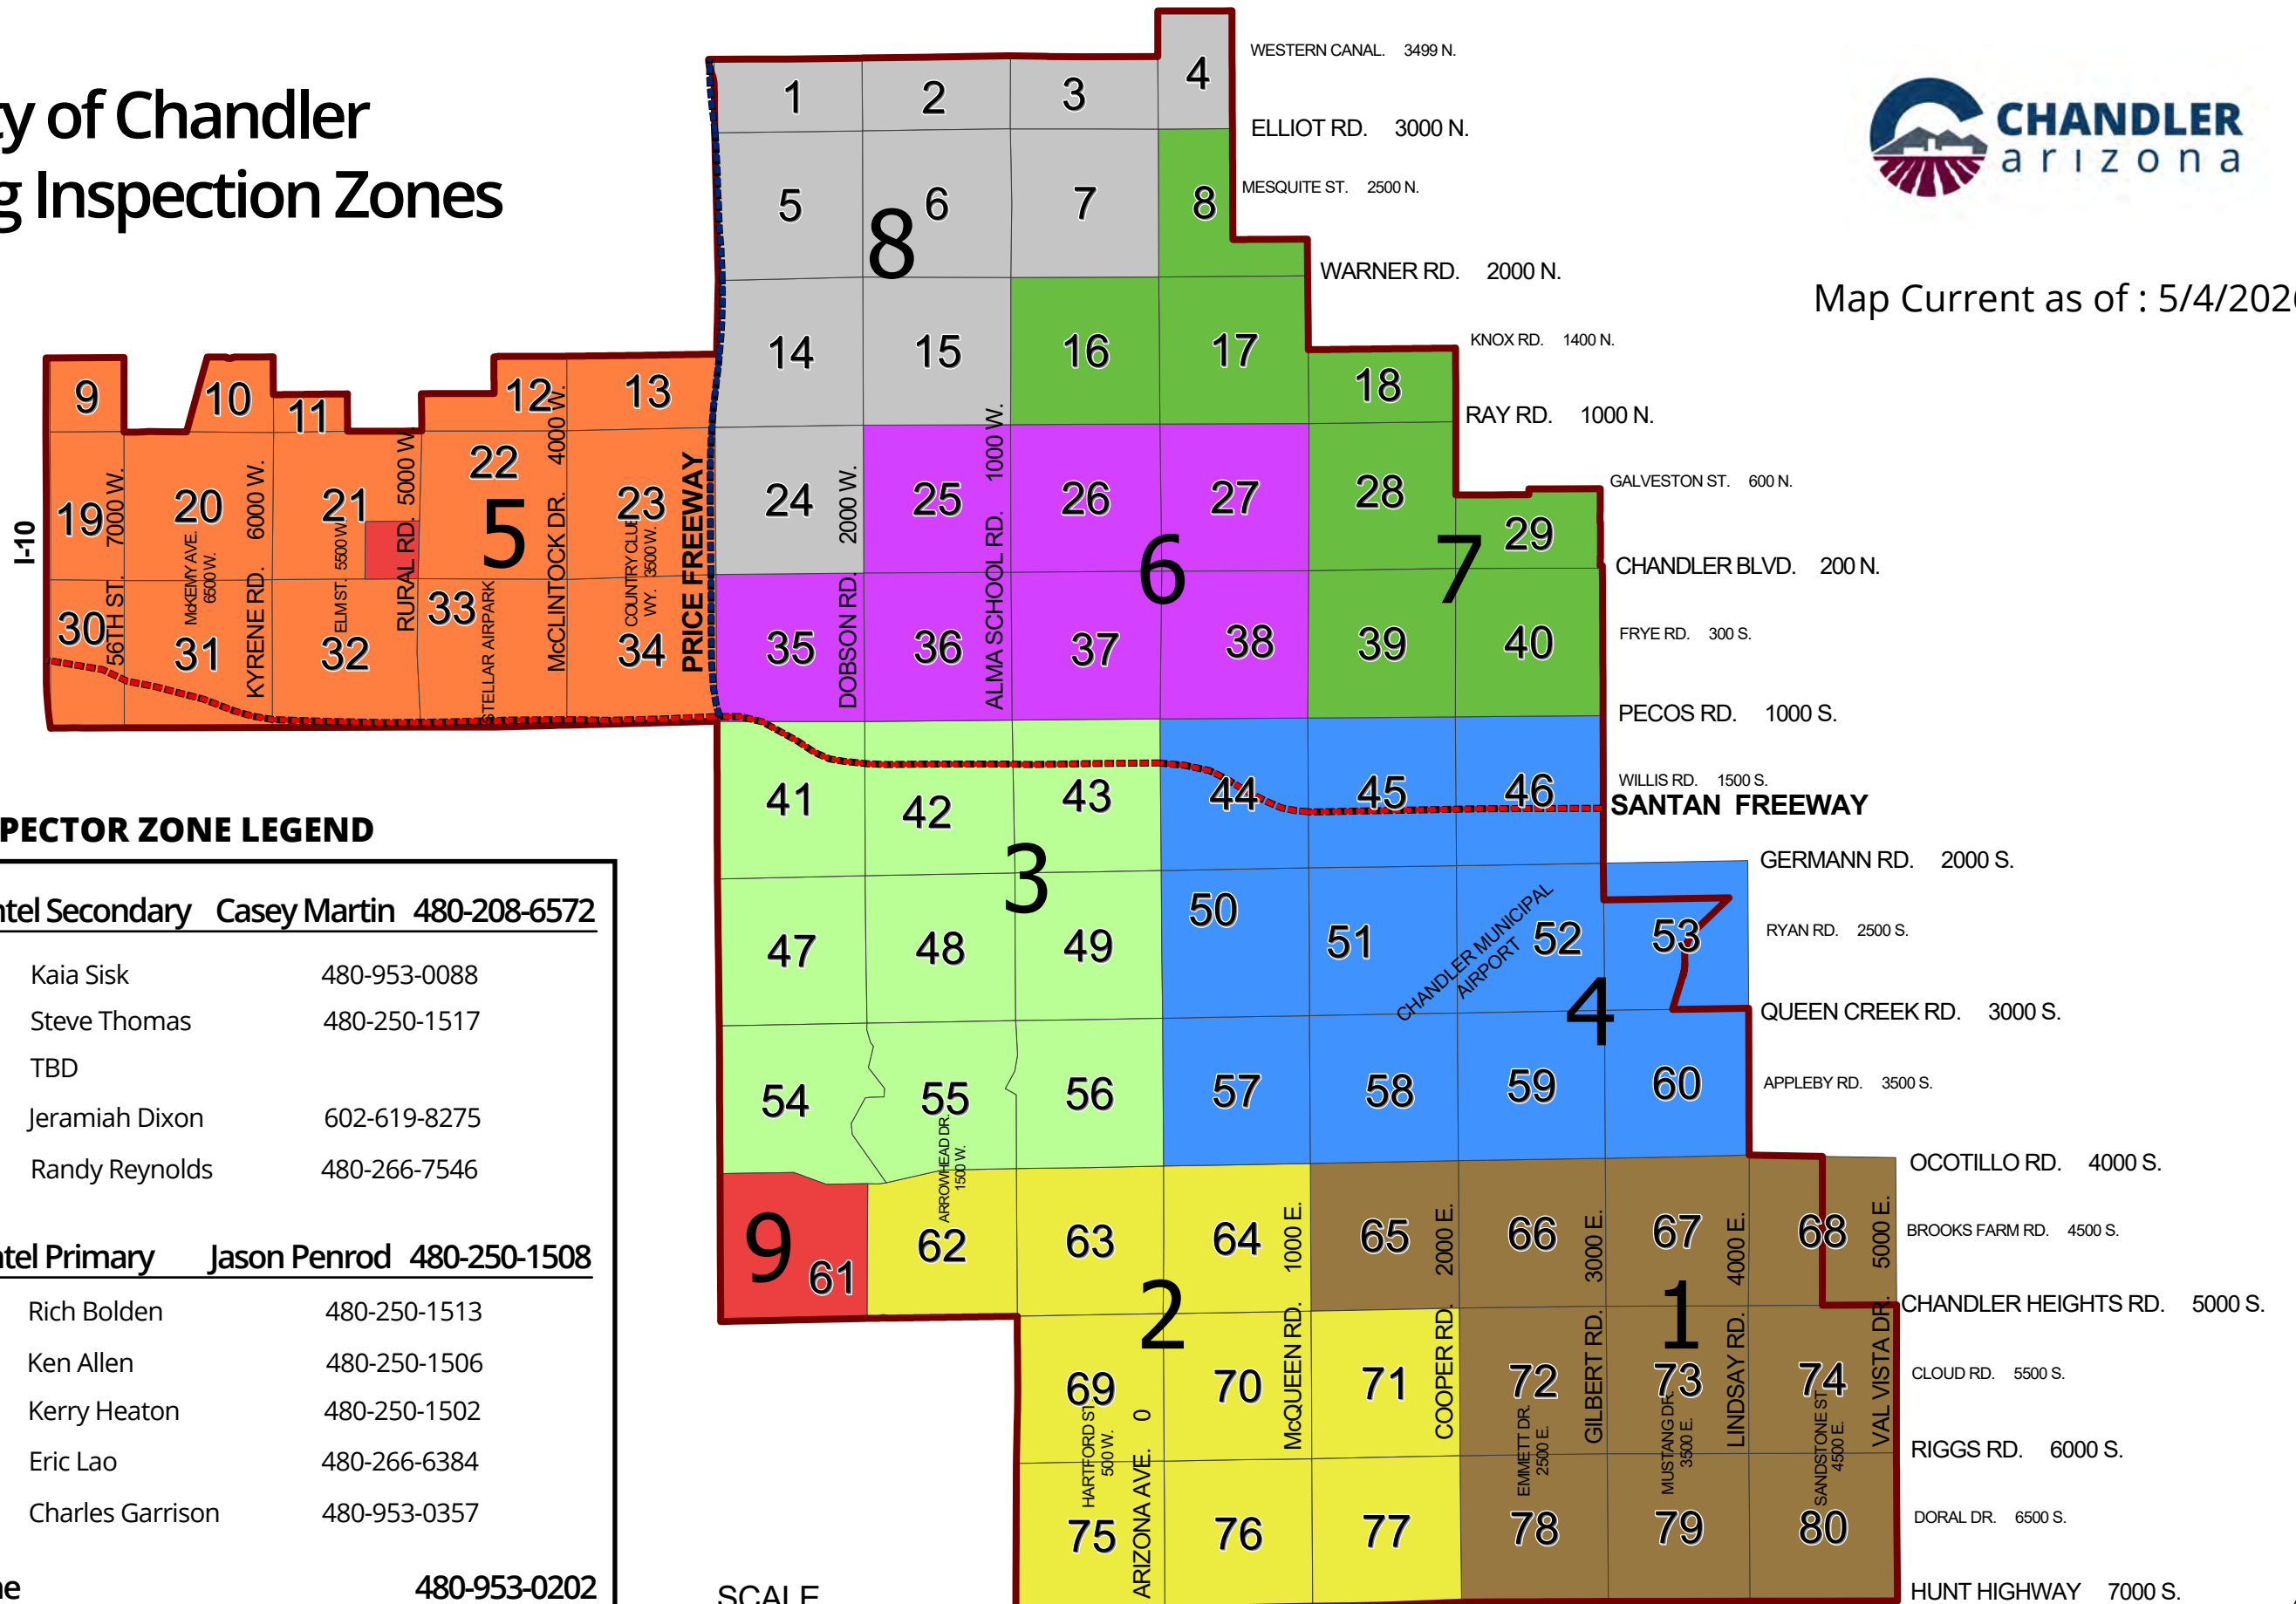 ty of Chandler
g Inspection Zones
CHANDLER
arizona
Map Current as of : 5/4/2026
WESTERN CANAL. 3499 N.
ELLIOT RD. 3000 N.
MESQUITE ST. 2500 N.
WARNER RD. 2000 N.
KNOX RD. 1400 N.
RAY RD. 1000 N.
GALVESTON ST. 600 N.
CHANDLER BLVD. 200 N.
FRYE RD. 300 S.
PECOS RD. 1000 S.
WILLIS RD. 1500 S.
SANTAN FREEWAY
GERMANN RD. 2000 S.
RYAN RD. 2500 S.
QUEEN CREEK RD. 3000 S.
APPLEBY RD. 3500 S.
OCOTILLO RD. 4000 S.
BROOKS FARM RD. 4500 S.
CHANDLER HEIGHTS RD. 5000 S.
CLOUD RD. 5500 S.
RIGGS RD. 6000 S.
DORAL DR. 6500 S.
HUNT HIGHWAY 7000 S.
1 2 3 4
5 6 7 8
8
14 15 16 17 18
9 10 11 12 13
19 20 21 22 23 24 25 26 27 28 29
5 6 7
30 31 32 33 34 35 36 37 38 39 40
41 42 43 44 45 46
3
47 48 49 50 51 52 53
4
54 55 56 57 58 59 60
9
61 62 63 64 65 66 67 68
2 1
69 70 71 72 73 74
75 76 77 78 79 80
I-10
56TH ST. 7000 W.
McKEMY AVE.
6500 W.
KYRENE RD. 6000 W.
ELM ST. 5500 W
RURAL RD. 5000 W.
STELLAR AIRPARK
McCLINTOCK DR. 4000 W.
COUNTRY CLUB
WY. 3500 W.
PRICE FREEWAY
DOBSON RD. 2000 W.
ALMA SCHOOL RD. 1000 W.
CHANDLER MUNICIPAL
AIRPORT
ARROWHEAD DR.
1500 W.
HARTFORD ST.
500 W.
ARIZONA AVE. 0
McQUEEN RD. 1000 E.
COOPER RD. 2000 E.
EMMETT DR.
2500 E.
GILBERT RD. 3000 E.
MUSTANG DR.
3500 E.
LINDSAY RD. 4000 E.
SANDSTONE ST
4500 E.
VAL VISTA DR. 5000 E.
PECTOR ZONE LEGEND
ntel Secondary Casey Martin 480-208-6572
Kaia Sisk 480-953-0088
Steve Thomas 480-250-1517
TBD
Jeramiah Dixon 602-619-8275
Randy Reynolds 480-266-7546
ntel Primary Jason Penrod 480-250-1508
Rich Bolden 480-250-1513
Ken Allen 480-250-1506
Kerry Heaton 480-250-1502
Eric Lao 480-266-6384
Charles Garrison 480-953-0357
ne 480-953-0202
SCALE